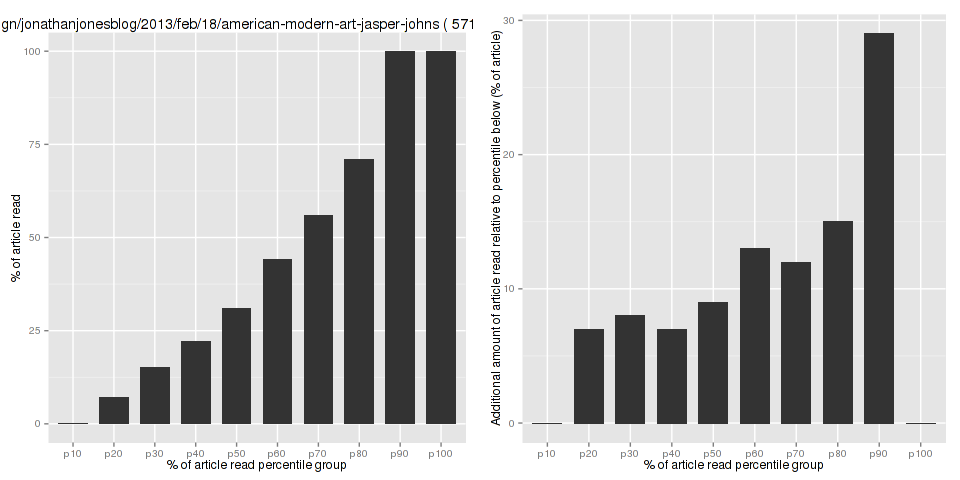 gn/jonathanjonesblog/2013/feb/18/american-modern-art-jasper-johns ( 571
% of article read
100
75
50
25
0
p10 p20 p30 p40 p50 p60 p70 p80 p90 p100
% of article read percentile group
Additional amount of article read relative to percentile below (% of article)
30
20
10
0
p10 p20 p30 p40 p50 p60 p70 p80 p90 p100
% of article read percentile group